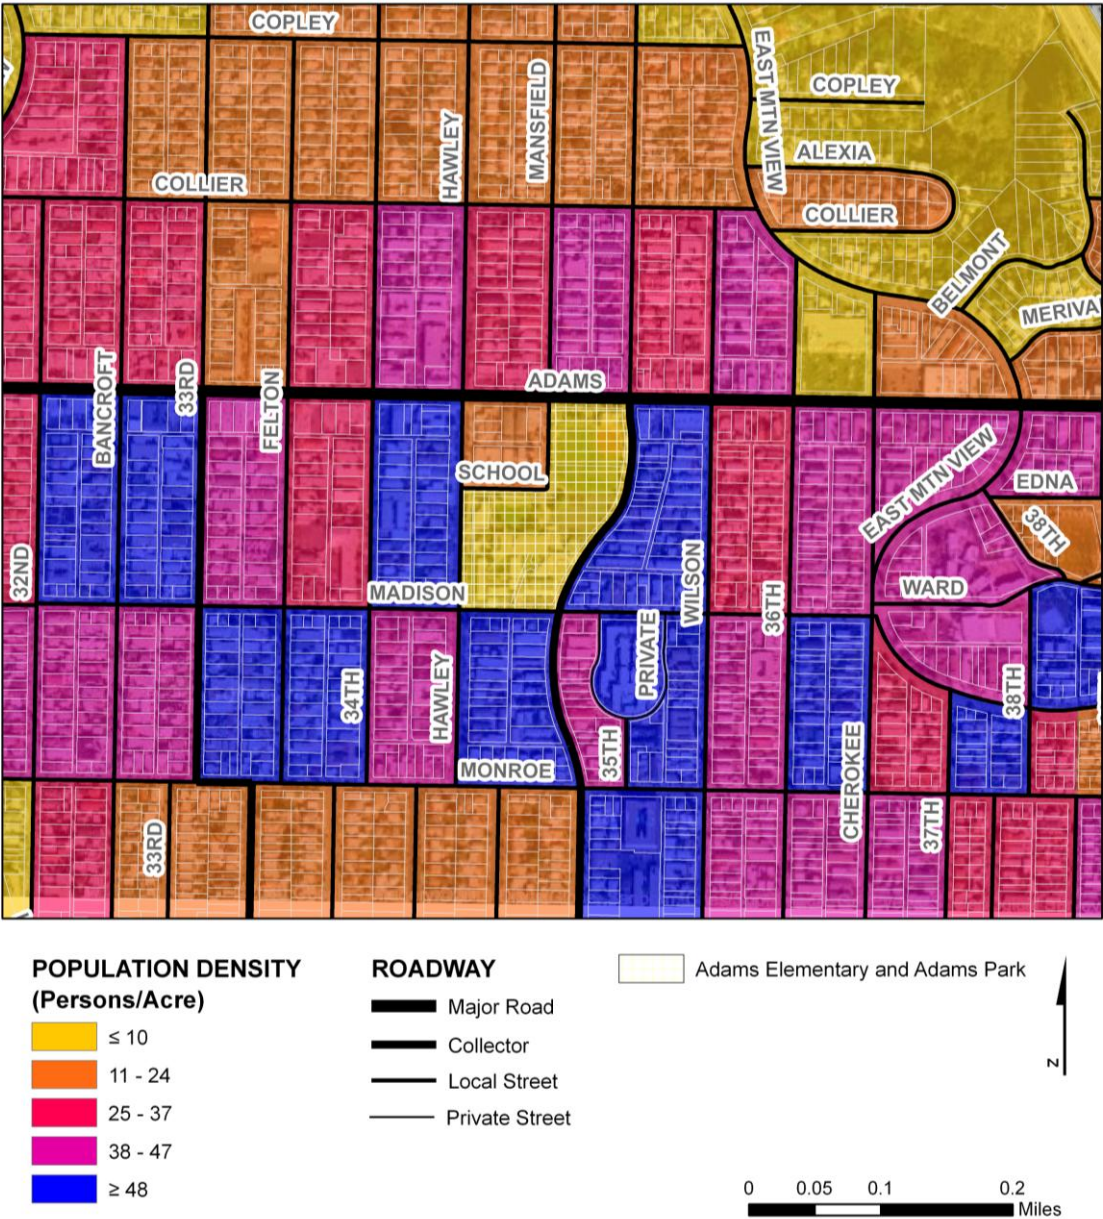 COPLEY
EAST MTN VIEW
HAWLEY
MANSFIELD
COPLEY
ALEXIA
COLLIER
COLLIER
BELMONT
MERIVA
BANCROFT
33RD
FELTON
ADAMS
SCHOOL
EAST MTN VIEW
EDNA
38TH
32ND
MADISON
WILSON
36TH
WARD
34TH
HAWLEY
PRIVATE
38TH
35TH
MONROE
CHEROKEE
33RD
37TH
POPULATION DENSITY
(Persons/Acre)
≤ 10
11 - 24
25 - 37
38 - 47
≥ 48
ROADWAY
Major Road
Collector
Local Street
Private Street
Adams Elementary and Adams Park
N
0 0.05 0.1 0.2
Miles